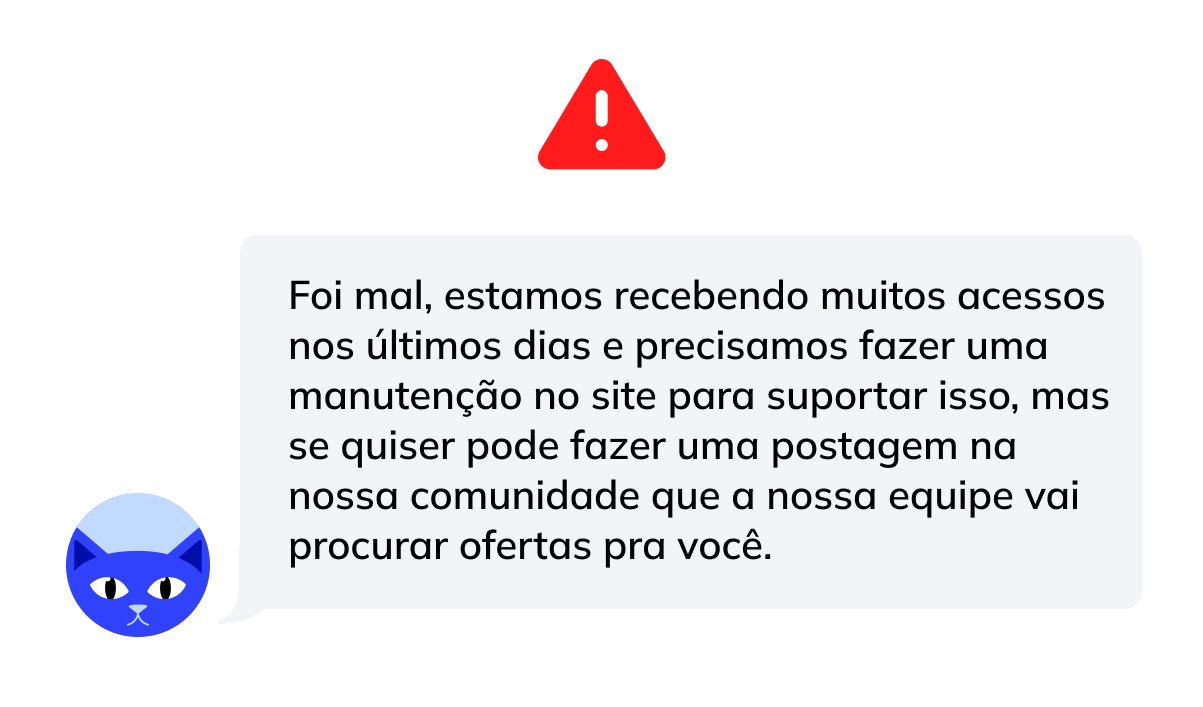 Foi mal, estamos recebendo muitos acessos
nos últimos dias e precisamos fazer uma
manutenção no site para suportar isso, mas
se quiser pode fazer uma postagem na
nossa comunidade que a nossa equipe vai
procurar ofertas pra você.